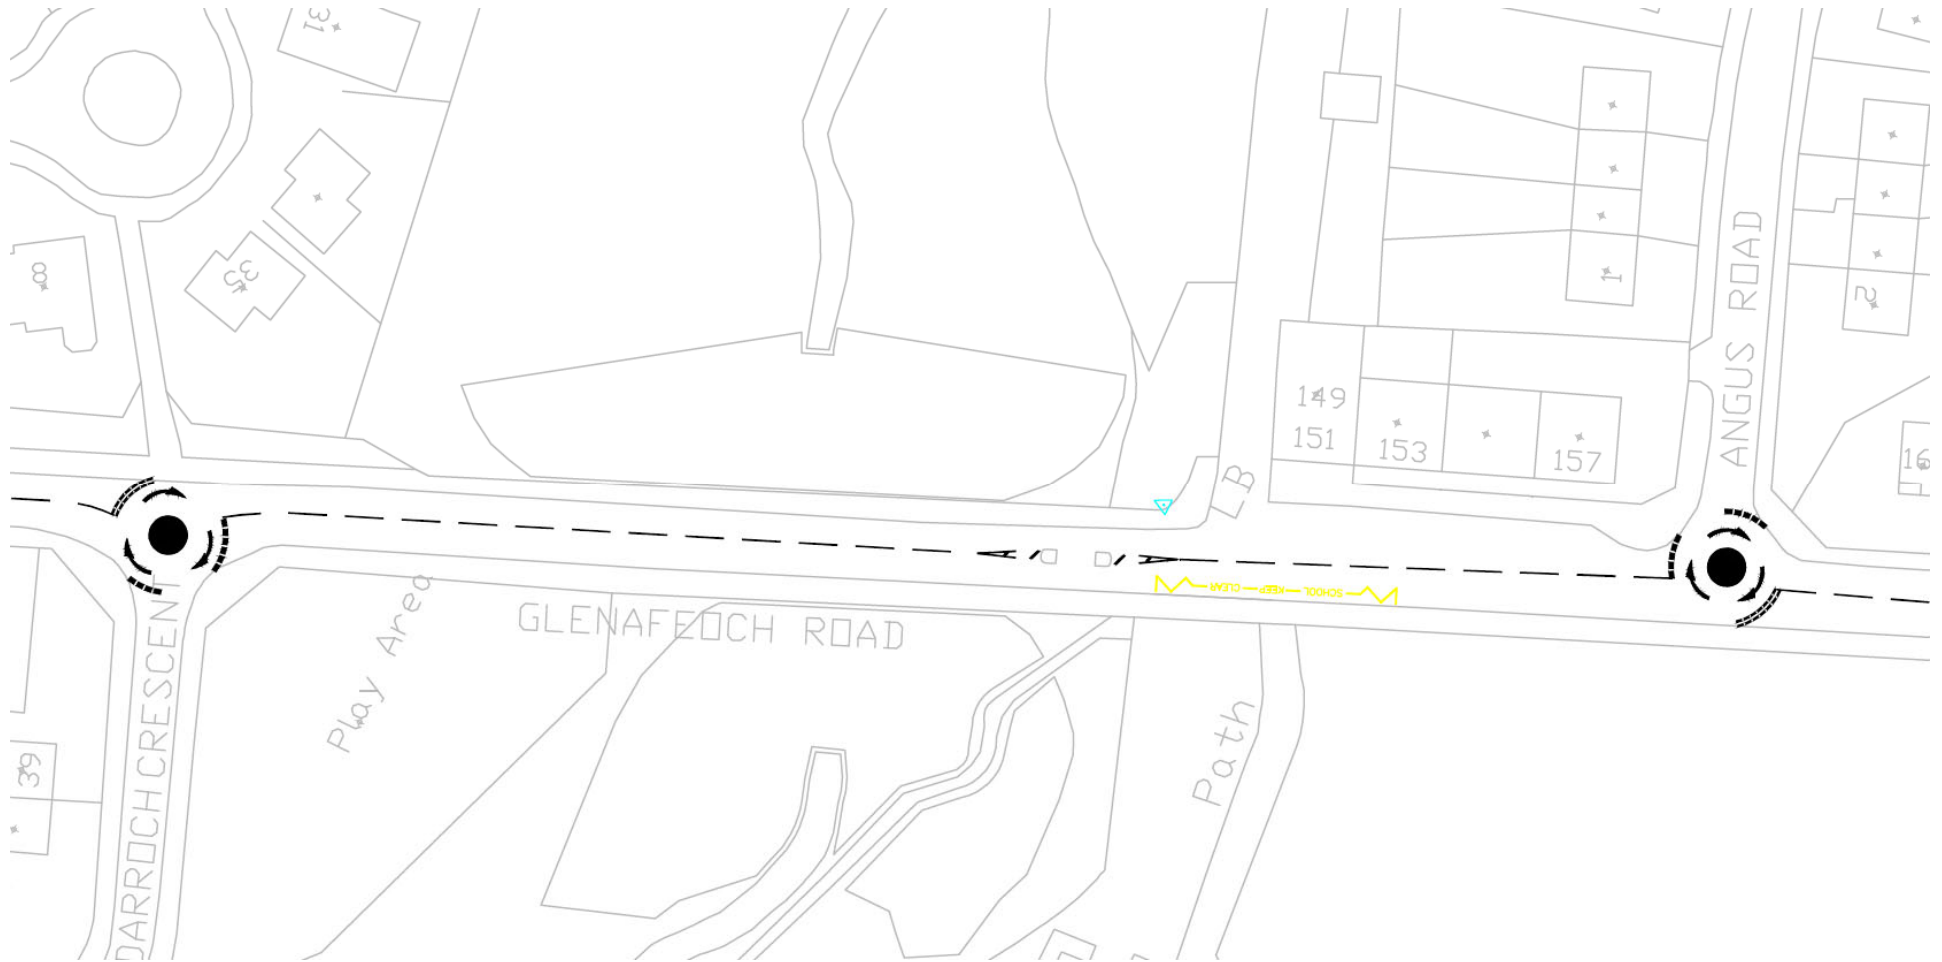 31
8
35
1
2
ANGUS ROAD
149
151
153
157
16
LB
SCHOOL KEEP CLEAR
GLENAFEOCH ROAD
Play Area
DARROCH CRESCENT
Path
39